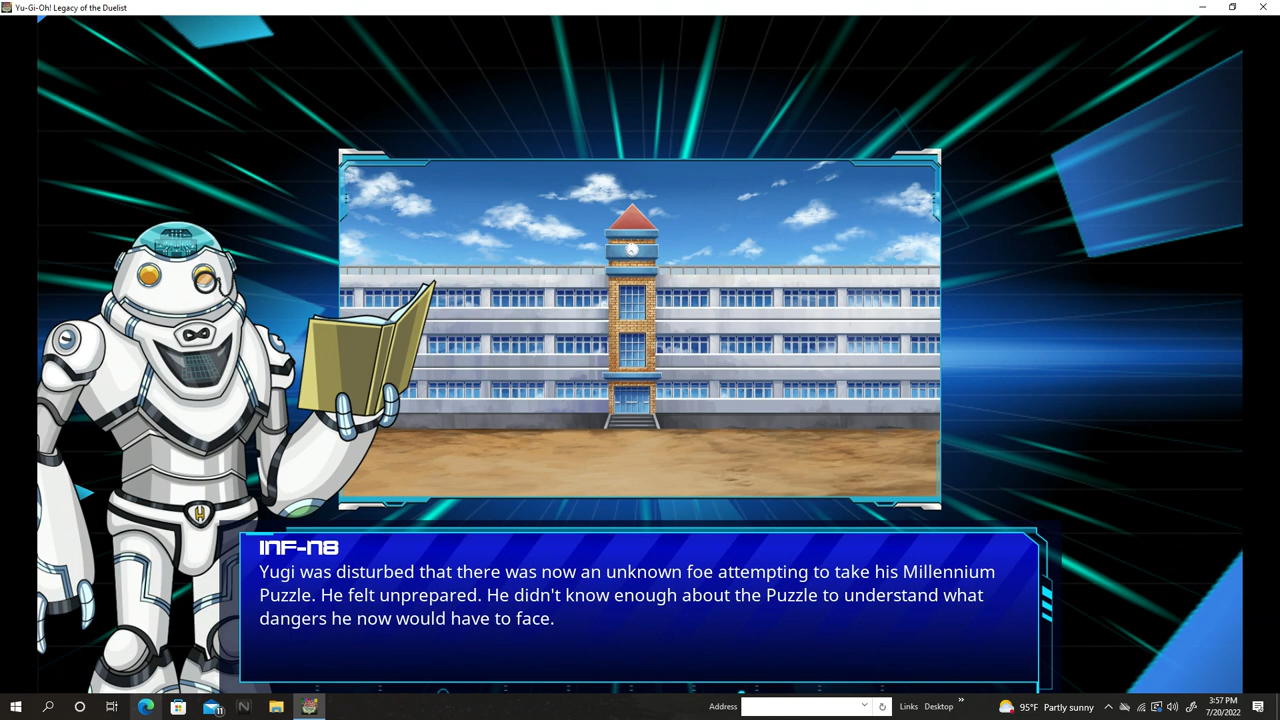 Yu-Gi-Oh! Legacy of the Duelist
INF-N8
Yugi was disturbed that there was now an unknown foe attempting to take his Millennium
Puzzle. He felt unprepared. He didn't know enough about the Puzzle to understand what
dangers he now would have to face.
11
N
Address
Links
Desktop
95°F Partly sunny
3:57 PM
7/20/2022